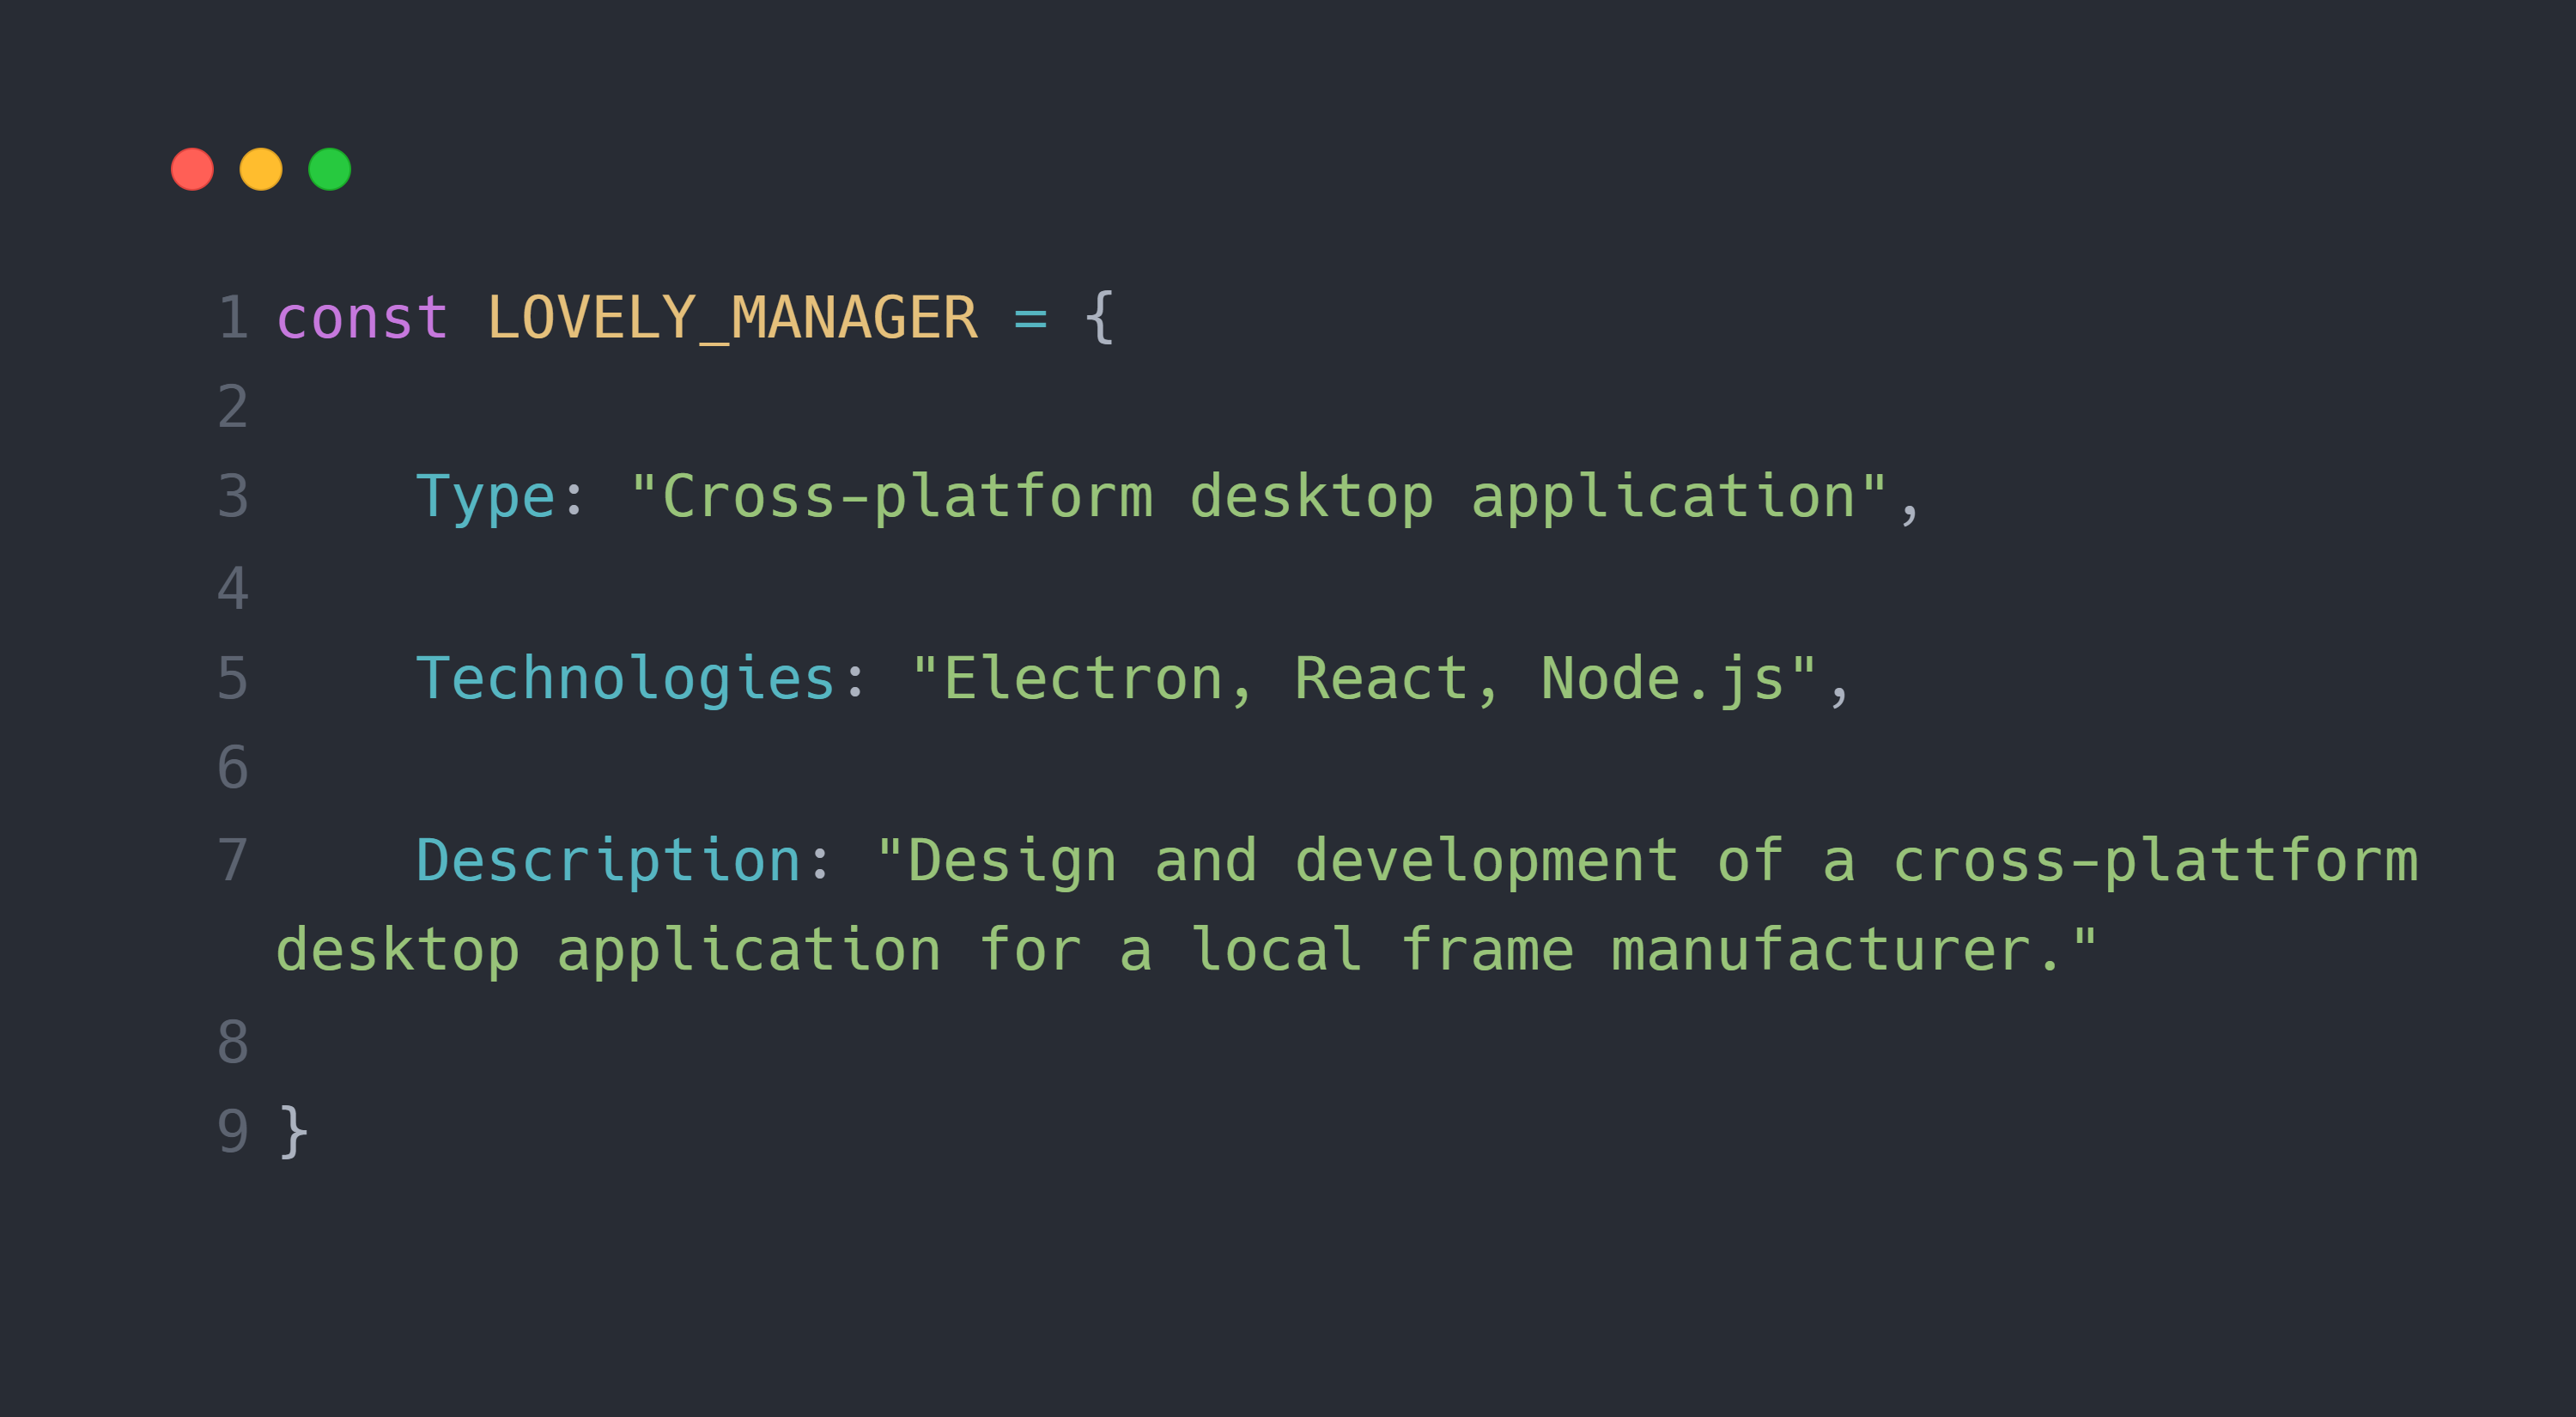 1 const LOVELY_MANAGER = {
2
3     Type: "Cross-platform desktop application",
4
5     Technologies: "Electron, React, Node.js",
6
7     Description: "Design and development of a cross-plattform
desktop application for a local frame manufacturer."
8
9 }